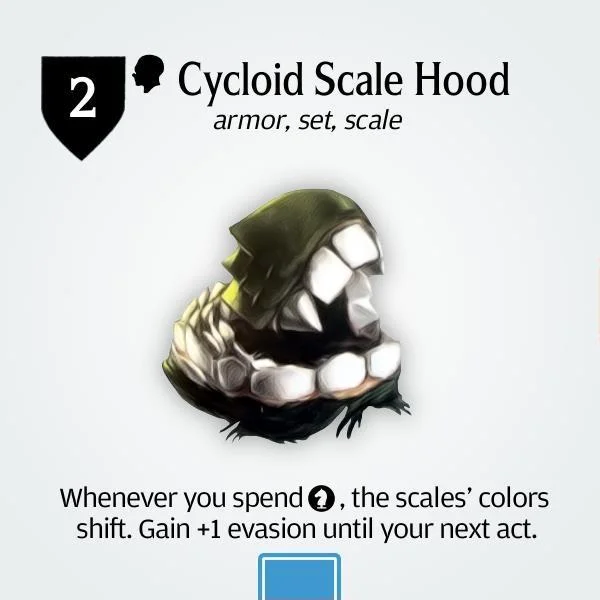 2
Cycloid Scale Hood
armor, set, scale
Whenever you spend , the scales’ colors
shift. Gain +1 evasion until your next act.